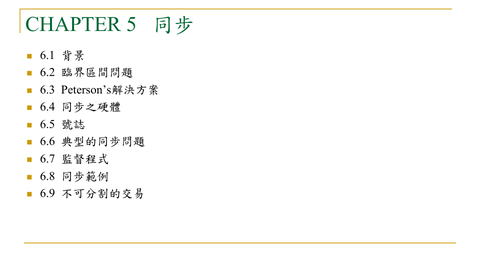 CHAPTER 5 同步
6.1 背景
6.2 臨界區間問題
6.3 Peterson's解決方案
6.4 同步之硬體
6.5 號誌
6.6 典型的同步問題
6.7 監督程式
6.8 同步範例
6.9 不可分割的交易